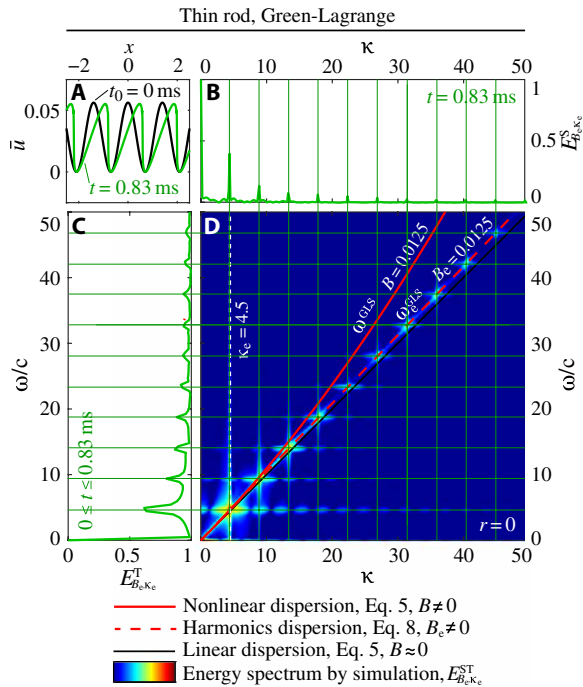 Thin rod, Green-Lagrange
x
−2 0 2
κ
0 10 20 30 40 50
A
t₀ = 0 ms
t = 0.83 ms
0.05
0
ū
B
t = 0.83 ms
1
0.5
0
E^S_{B_eκ_e}
C
50
40
30
20
10
0
ω/c
0 ≤ t ≤ 0.83 ms
0 0.5 1
E^T_{B_eκ_e}
D
κ_e = 4.5
ω^GLS B = 0.0125
ω_e^GLS B_e = 0.0125
r = 0
50
40
30
20
10
0
ω/c
0 10 20 30 40 50
κ
Nonlinear dispersion, Eq. 5, B≠0
Harmonics dispersion, Eq. 8, B_e≠0
Linear dispersion, Eq. 5, B≈0
Energy spectrum by simulation, E^ST_{B_eκ_e}